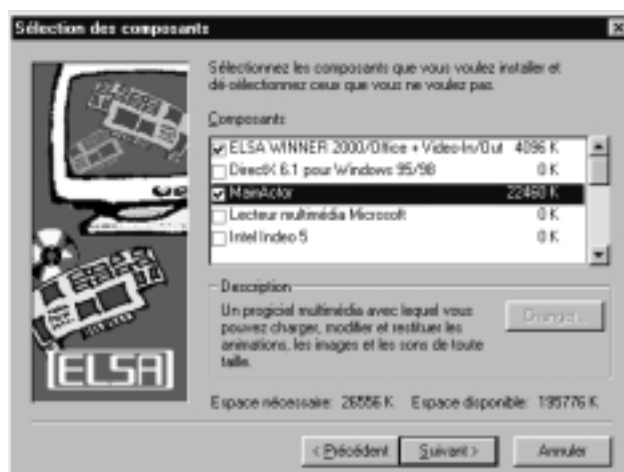 Sélection des composants
Sélectionnez les composants que vous voulez installer et
dé-sélectionnez ceux que vous ne voulez pas.
Composants
ELSA WINNER 2000/Office + Video-In/Out 4096 K
DirectX 6.1 pour Windows 95/98 0 K
MainActor 22460 K
Lecteur multimédia Microsoft 0 K
Intel Indeo 5 0 K
Description
Un progiciel multimédia avec lequel vous
pouvez charger, modifier et restituer les
animations, les images et les sons de toute
taille.
Changer...
ELSA
Espace nécessaire: 26556 K Espace disponible: 195776 K
< Précédent Suivant > Annuler